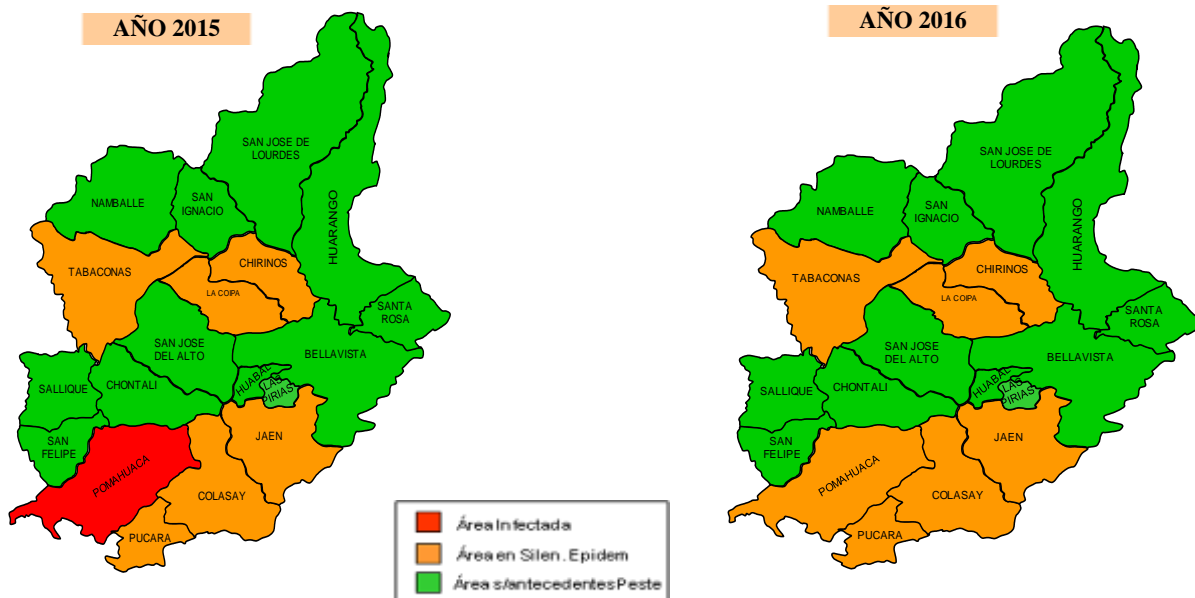 AÑO 2015
SAN JOSE DE
LOURDES
NAMBALLE
SAN
IGNACIO
HUARANGO
TABACONAS
CHIRINOS
LA COIPA
SANTA
ROSA
SAN JOSE
DEL ALTO
BELLAVISTA
SALLIQUE
CHONTALI
HUABAL
LAS
PIRIAS
SAN
FELIPE
JAEN
POMAHUACA
COLASAY
PUCARA
Área Infectada
Área en Silen. Epidem
Área s/antecedentes Peste
AÑO 2016
SAN JOSE DE
LOURDES
NAMBALLE
SAN
IGNACIO
HUARANGO
TABACONAS
CHIRINOS
LA COIPA
SANTA
ROSA
SAN JOSE
DEL ALTO
BELLAVISTA
SALLIQUE
CHONTALI
HUABAL
LAS
PIRIAS
SAN
FELIPE
JAEN
POMAHUACA
COLASAY
PUCARA